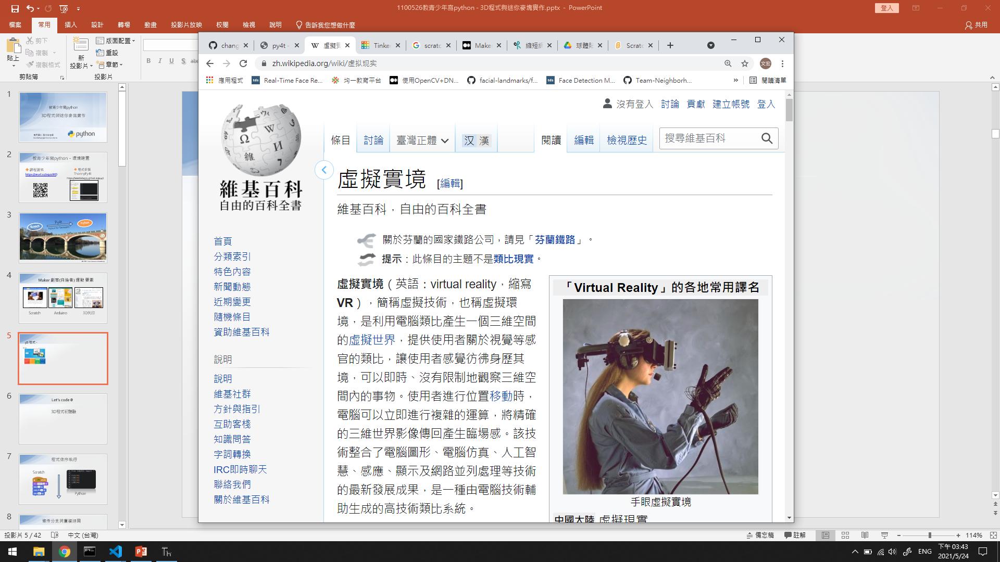 1100526教青少年寫python - 3D程式與迷你麥塊實作.pptx - PowerPoint
登入
檔案 常用 插入 設計 轉場 動畫 投影片放映 校閱 檢視 說明 告訴我您想做什麼 共用
貼上 剪下 複製 複製格式 剪貼簿
新投影片 版面配置 重設 章節 投影片
B I U S abc
chang py4t - 虛擬實 Tinke scratc Make 縮短網 球體貼 Scratc
zh.wikipedia.org/wiki/虛拟现实
文宏
應用程式 Real-Time Face Re... 均一教育平台 使用OpenCV+DN... facial-landmarks/f... Face Detection M... Team-Neighborh... » 閱讀清單
沒有登入 討論 貢獻 建立帳號 登入
條目 討論 臺灣正體 汉 漢 閱讀 編輯 檢視歷史 搜尋維基百科
維基百科
自由的百科全書
首頁
分類索引
特色內容
新聞動態
近期變更
隨機條目
資助維基百科
說明
說明
維基社群
方針與指引
互助客棧
知識問答
字詞轉換
IRC即時聊天
聯絡我們
關於維基百科
虛擬實境 [編輯]
維基百科，自由的百科全書
關於芬蘭的國家鐵路公司，請見「芬蘭鐵路」。
提示：此條目的主題不是類比現實。
虛擬實境（英語：virtual reality，縮寫
VR），簡稱虛擬技術，也稱虛擬環
境，是利用電腦類比產生一個三維空間
的虛擬世界，提供使用者關於視覺等感
官的類比，讓使用者感覺彷彿身歷其
境，可以即時、沒有限制地觀察三維空
間內的事物。使用者進行位置移動時，
電腦可以立即進行複雜的運算，將精確
的三維世界影像傳回產生臨場感。該技
術整合了電腦圖形、電腦仿真、人工智
慧、感應、顯示及網路並列處理等技術
的最新發展成果，是一種由電腦技術輔
助生成的高技術類比系統。
「Virtual Reality」的各地常用譯名
手眼虛擬實境
中國大陸 虛擬現實
1
教青少年寫python
3D程式與迷你麥塊實作
python
2
教青少年寫python - 環境建置
課程資料
程式安裝
ThonnyPy4t
3
Scratch Py4t Python
4
Maker 創客(自造者) 運動 要素
Scratch Arduino 3D列印
5
3D 程式 -
6
Let's code 0
3D程式初體驗
7
程式依序執行
Scratch
Python
8
條件分支與重複迴圈
投影片 5 / 42 中文 (台灣) 備忘稿 註解 114%
ENG 下午 03:43
2021/5/24